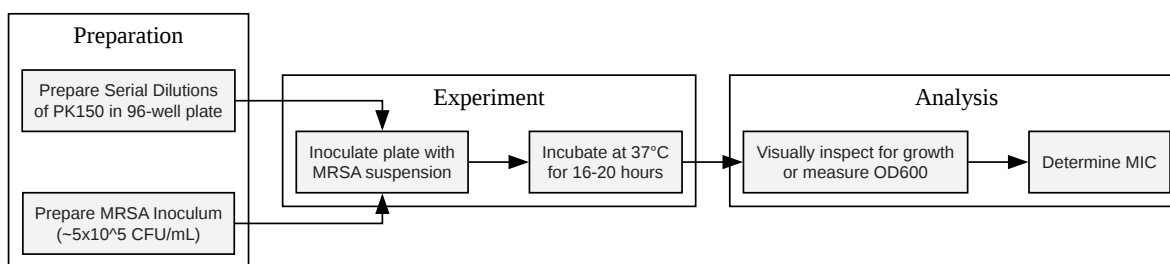 Preparation
Prepare Serial Dilutions
of PK150 in 96-well plate
Prepare MRSA Inoculum
(~5x10^5 CFU/mL)
Experiment
Inoculate plate with
MRSA suspension
Incubate at 37°C
for 16-20 hours
Analysis
Visually inspect for growth
or measure OD600
Determine MIC